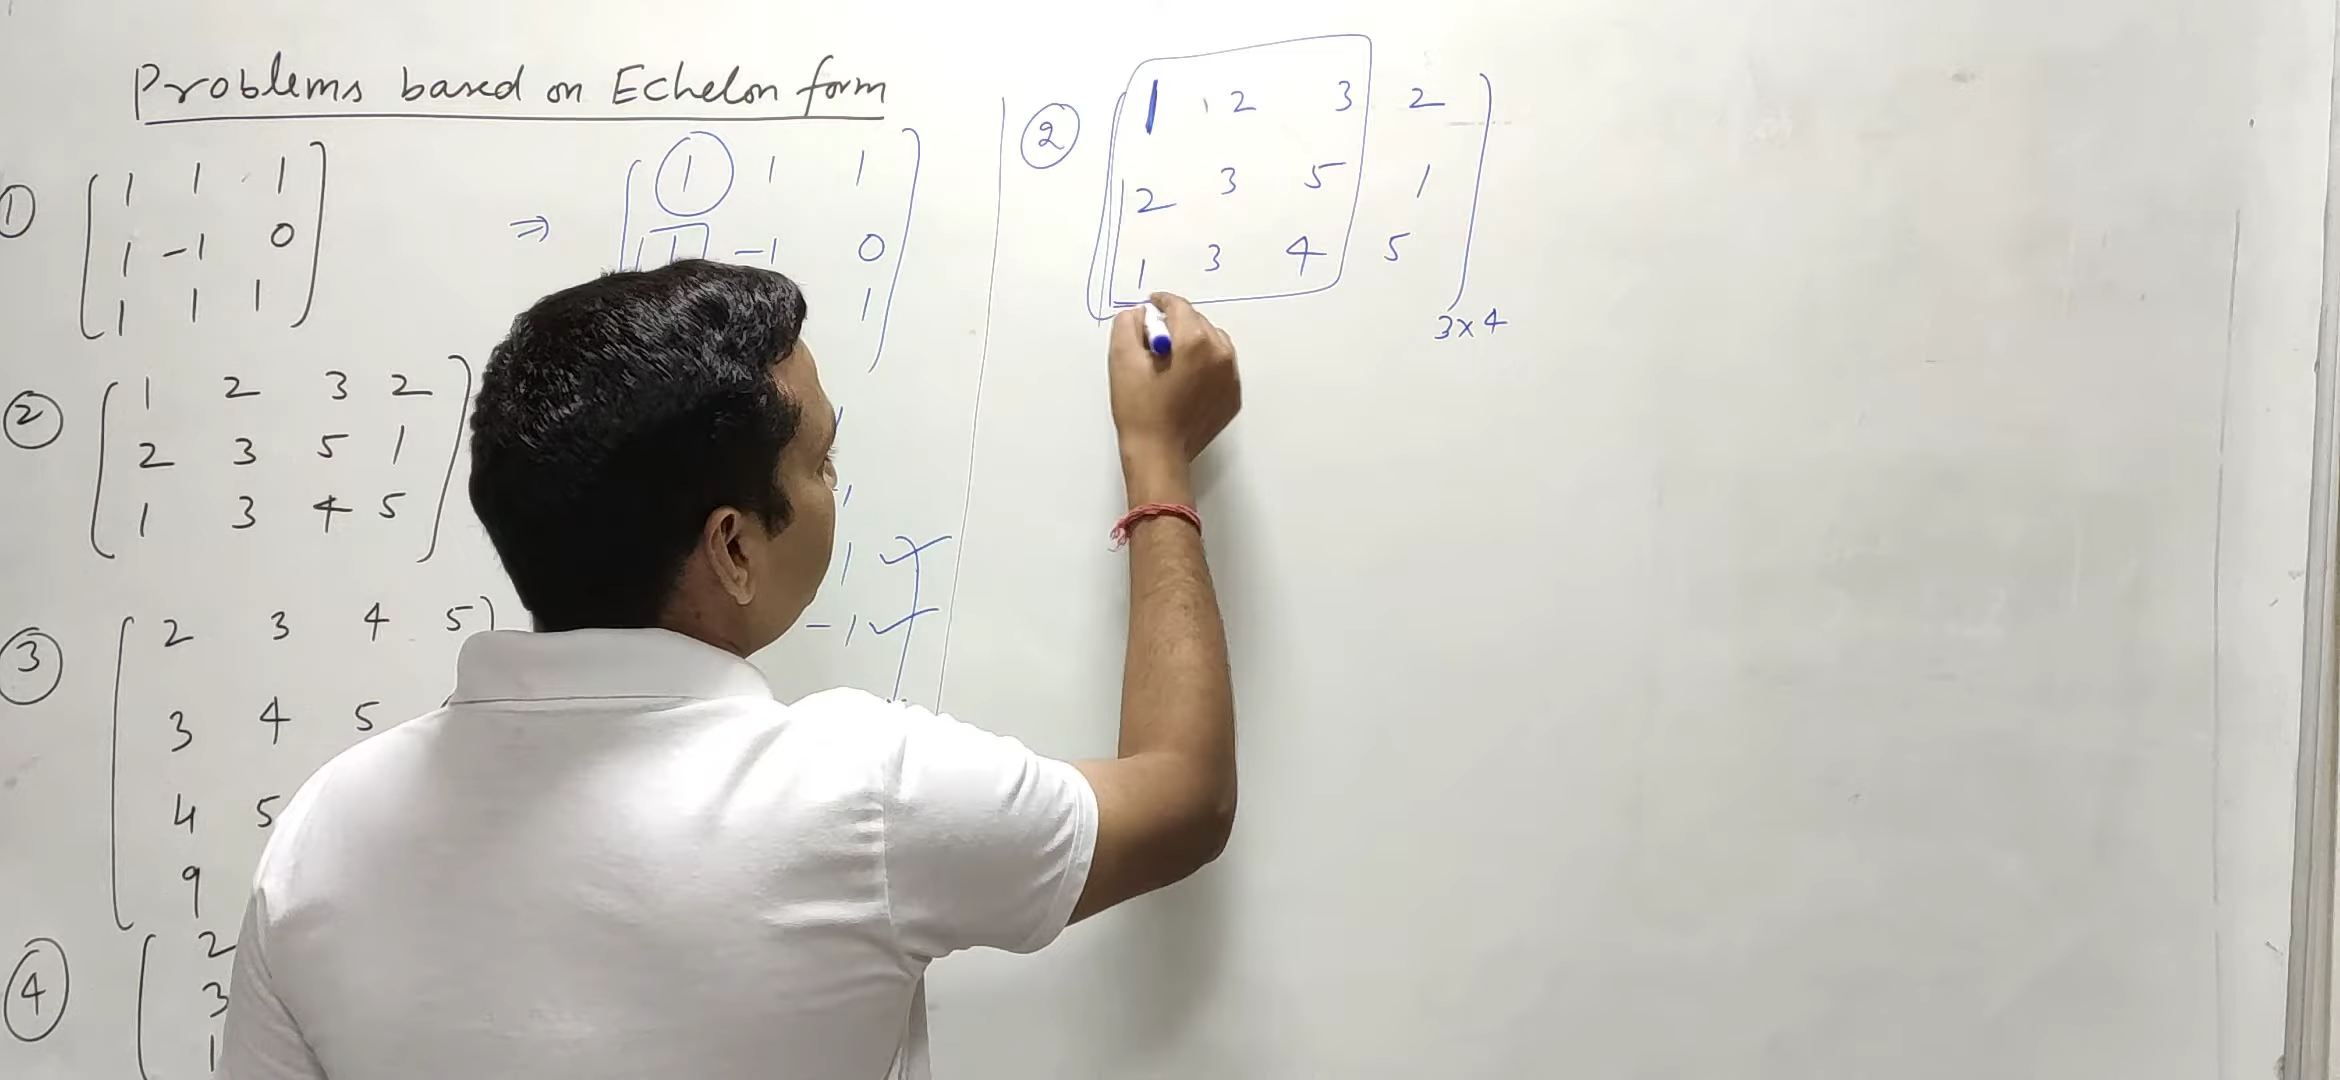 Problems based on Echelon form
① 1 1 1
1 -1 0
1 1 1
⇒ 1 1 1
1 -1 0
1
② 1 2 3 2
2 3 5 1
1 3 4 5
③ 2 3 4 5
3 4 5
4 5
9
④ 2
3
1
1
-1
② 1 2 3 2
2 3 5 1
1 3 4 5
3x4